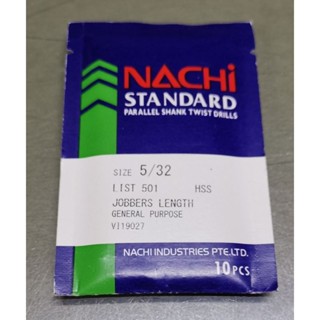 NACHi
STANDARD
PARALLEL SHANK TWIST DRILLS
SIZE 5/32
LIST 501 HSS
JOBBERS LENGTH
GENERAL PURPOSE
VI19027
NACHI INDUSTRIES PTE.LTD.
10PCS